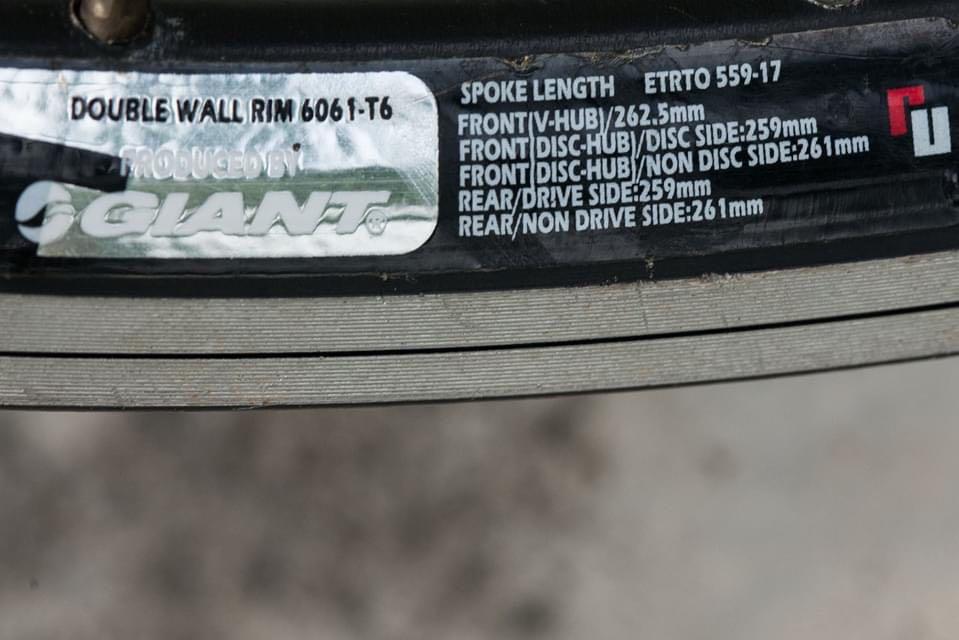 DOUBLE WALL RIM 6061-T6
PRODUCED BY
GIANT®
SPOKE LENGTH ETRTO 559-17
FRONT(V-HUB)/262.5mm
FRONT(DISC-HUB)/DISC SIDE:259mm
FRONT(DISC-HUB)/NON DISC SIDE:261mm
REAR/DRIVE SIDE:259mm
REAR/NON DRIVE SIDE:261mm
ru